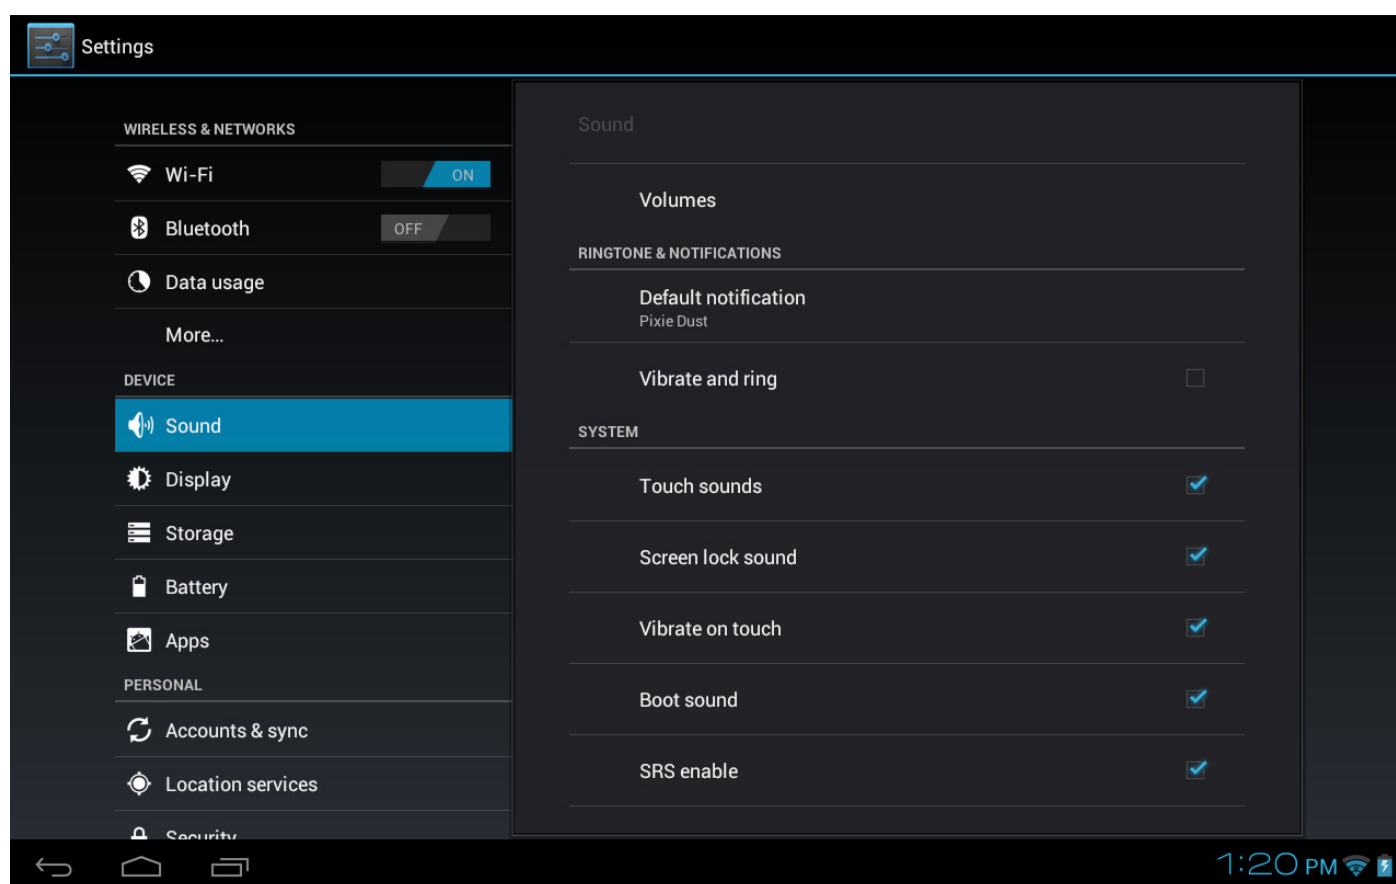 Settings
WIRELESS & NETWORKS
Wi-Fi
ON
Bluetooth
OFF
Data usage
More...
DEVICE
Sound
Display
Storage
Battery
Apps
PERSONAL
Accounts & sync
Location services
Security
Sound
Volumes
RINGTONE & NOTIFICATIONS
Default notification
Pixie Dust
Vibrate and ring
SYSTEM
Touch sounds
Screen lock sound
Vibrate on touch
Boot sound
SRS enable
1:20 PM